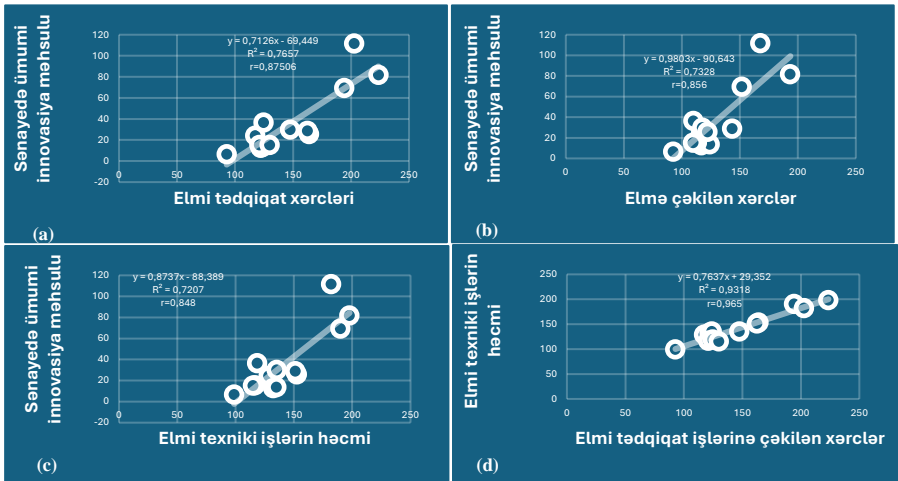 Sənayedə ümumi
innovasiya məhsulu
120
100
80
60
40
20
0
-20
y = 0,7126x - 69,449
R² = 0,7657
r=0,87506
0
50
100
150
200
250
Elmi tədqiqat xərcləri
(a)
Sənayedə ümumi
innovasiya məhsulu
120
100
80
60
40
20
0
y = 0,9803x - 90,643
R² = 0,7328
r=0,856
0
50
100
150
200
250
Elmə çəkilən xərclər
(b)
Sənayedə ümumi
innovasiya məhsulu
120
100
80
60
40
20
0
-20
y = 0,8737x - 88,389
R² = 0,7207
r=0,848
0
50
100
150
200
250
Elmi texniki işlərin həcmi
(c)
Elmi texniki işlərin
həcmi
250
200
150
100
50
0
y = 0,7637x + 29,352
R² = 0,9318
r=0,965
0
50
100
150
200
250
Elmi tədqiqat işlərinə çəkilən xərclər
(d)